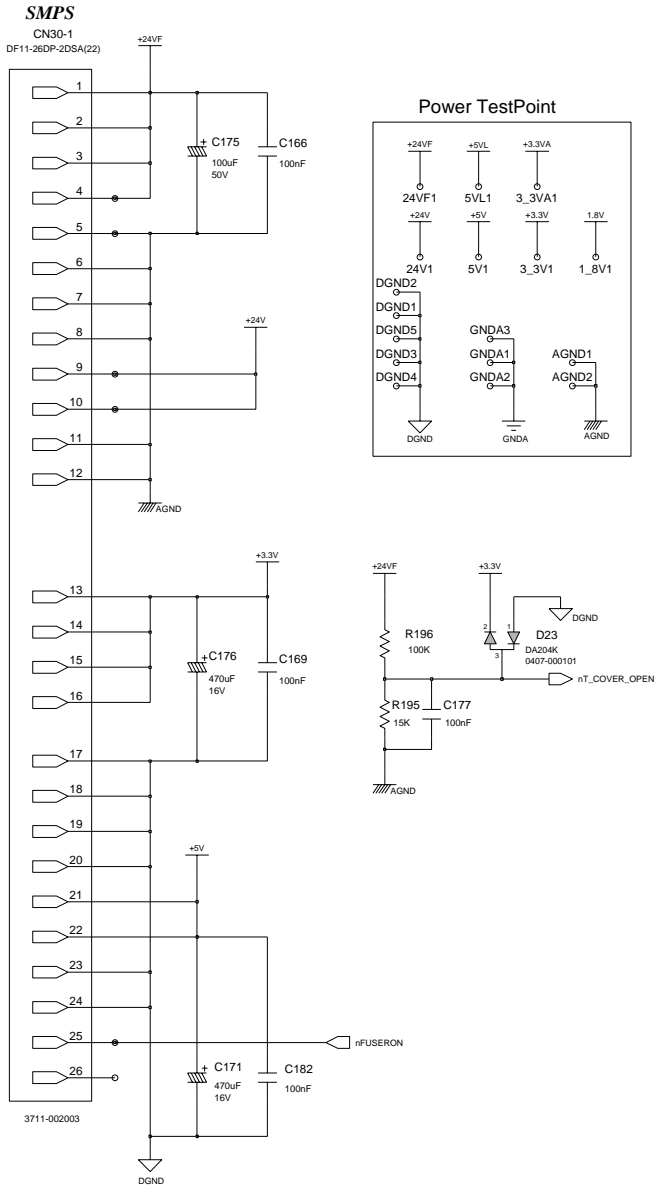 SMPS
CN30-1
DF11-26DP-2DSA(22)
+24VF
1
2
3
4
5
6
7
8
9
10
11
12
C175
100uF
50V
C166
100nF
+24V
AGND
Power TestPoint
+24VF
+5VL
+3.3VA
24VF1
5VL1
3_3VA1
+24V
+5V
+3.3V
1.8V
24V1
5V1
3_3V1
1_8V1
DGND2
DGND1
DGND5
DGND3
DGND4
GNDA3
GNDA1
GNDA2
AGND1
AGND2
DGND
GNDA
AGND
+3.3V
13
14
15
16
17
18
19
20
21
22
23
24
25
26
C176
470uF
16V
C169
100nF
+24VF
R196
100K
R195
15K
C177
100nF
AGND
+3.3V
2
1
3
DGND
D23
DA204K
0407-000101
nT_COVER_OPEN
+5V
nFUSERON
C171
470uF
16V
C182
100nF
3711-002003
DGND